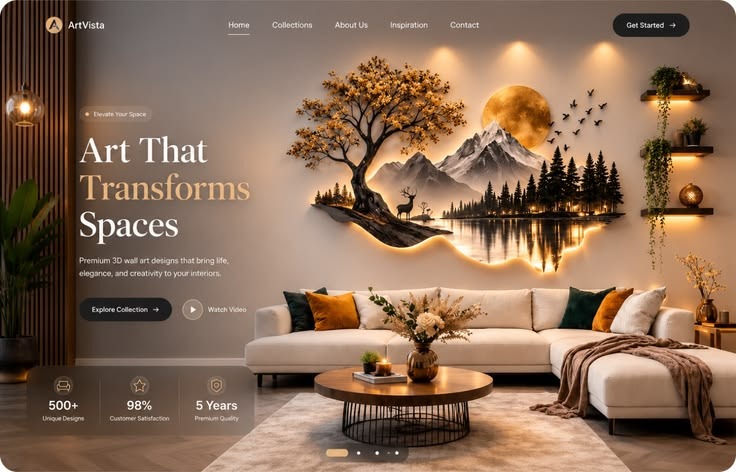 A ArtVista
Home Collections About Us Inspiration Contact
Get Started →
Elevate Your Space
Art That
Transforms
Spaces
Premium 3D wall art designs that bring life,
elegance, and creativity to your interiors.
Explore Collection →
Watch Video
500+ 98% 5 Years
Unique Designs Customer Satisfaction Premium Quality